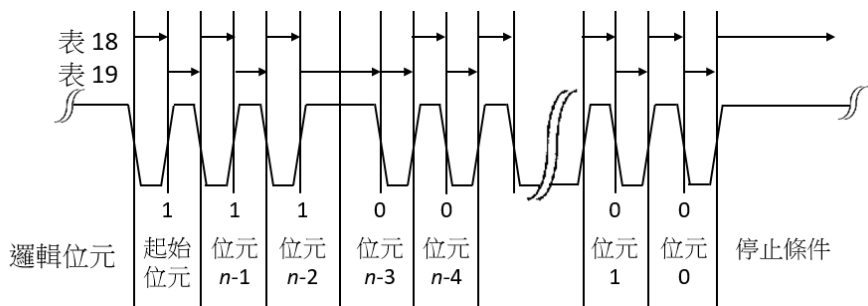 表 18
表 19
1 1 1 0 0 0 0
邏輯位元 起始位元 位元 n-1 位元 n-2 位元 n-3 位元 n-4 位元 1 位元 0 停止條件